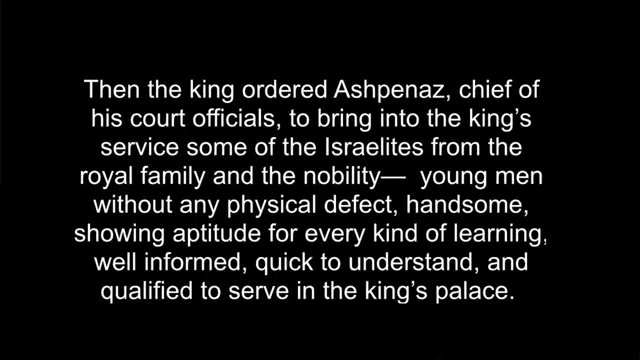 Then the king ordered Ashpenaz, chief of
his court officials, to bring into the king’s
service some of the Israelites from the
royal family and the nobility—  young men
without any physical defect, handsome,
showing aptitude for every kind of learning,
well informed, quick to understand, and
qualified to serve in the king’s palace.